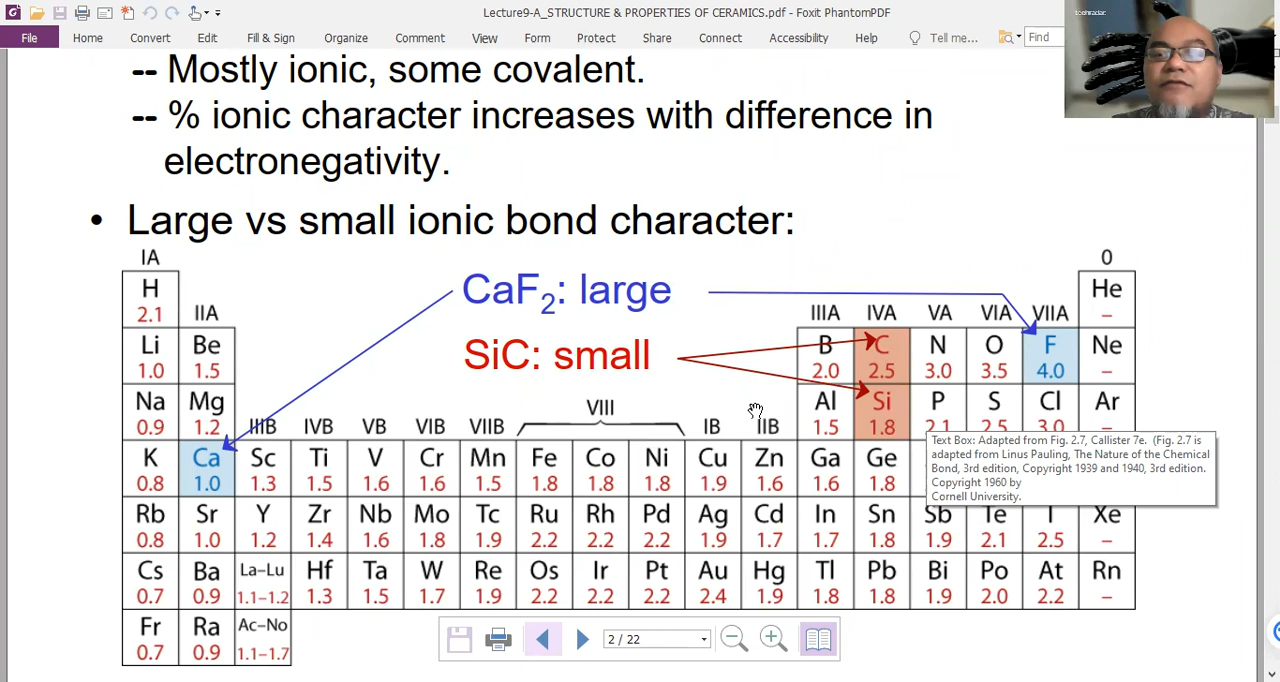 Lecture9-A_STRUCTURE & PROPERTIES OF CERAMICS.pdf - Foxit PhantomPDF
File Home Convert Edit Fill & Sign Organize Comment View Form Protect Share Connect Accessibility Help Tell me... Find
techradar.
-- Mostly ionic, some covalent.
-- % ionic character increases with difference in
electronegativity.
• Large vs small ionic bond character:
IA 0
CaF2: large
H He
2.1 –
IIA IIIA IVA VA VIA VIIA
SiC: small
Li Be B C N O F Ne
1.0 1.5 2.0 2.5 3.0 3.5 4.0 –
Na Mg Al Si P S Cl Ar
0.9 1.2 1.5 1.8 2.1 2.5 3.0 –
IIIB IVB VB VIB VIIB VIII IB IIB
K Ca Sc Ti V Cr Mn Fe Co Ni Cu Zn Ga Ge
0.8 1.0 1.3 1.5 1.6 1.6 1.5 1.8 1.8 1.8 1.9 1.6 1.6 1.8
Text Box: Adapted from Fig. 2.7, Callister 7e. (Fig. 2.7 is
adapted from Linus Pauling, The Nature of the Chemical
Bond, 3rd edition, Copyright 1939 and 1940, 3rd edition.
Copyright 1960 by
Cornell University.
Rb Sr Y Zr Nb Mo Tc Ru Rh Pd Ag Cd In Sn Sb Te I Xe
0.8 1.0 1.2 1.4 1.6 1.8 1.9 2.2 2.2 2.2 1.9 1.7 1.7 1.8 1.9 2.1 2.5 –
Cs Ba La–Lu Hf Ta W Re Os Ir Pt Au Hg Tl Pb Bi Po At Rn
0.7 0.9 1.1–1.2 1.3 1.5 1.7 1.9 2.2 2.2 2.2 2.4 1.9 1.8 1.8 1.9 2.0 2.2 –
Fr Ra Ac–No
0.7 0.9 1.1–1.7
2 / 22